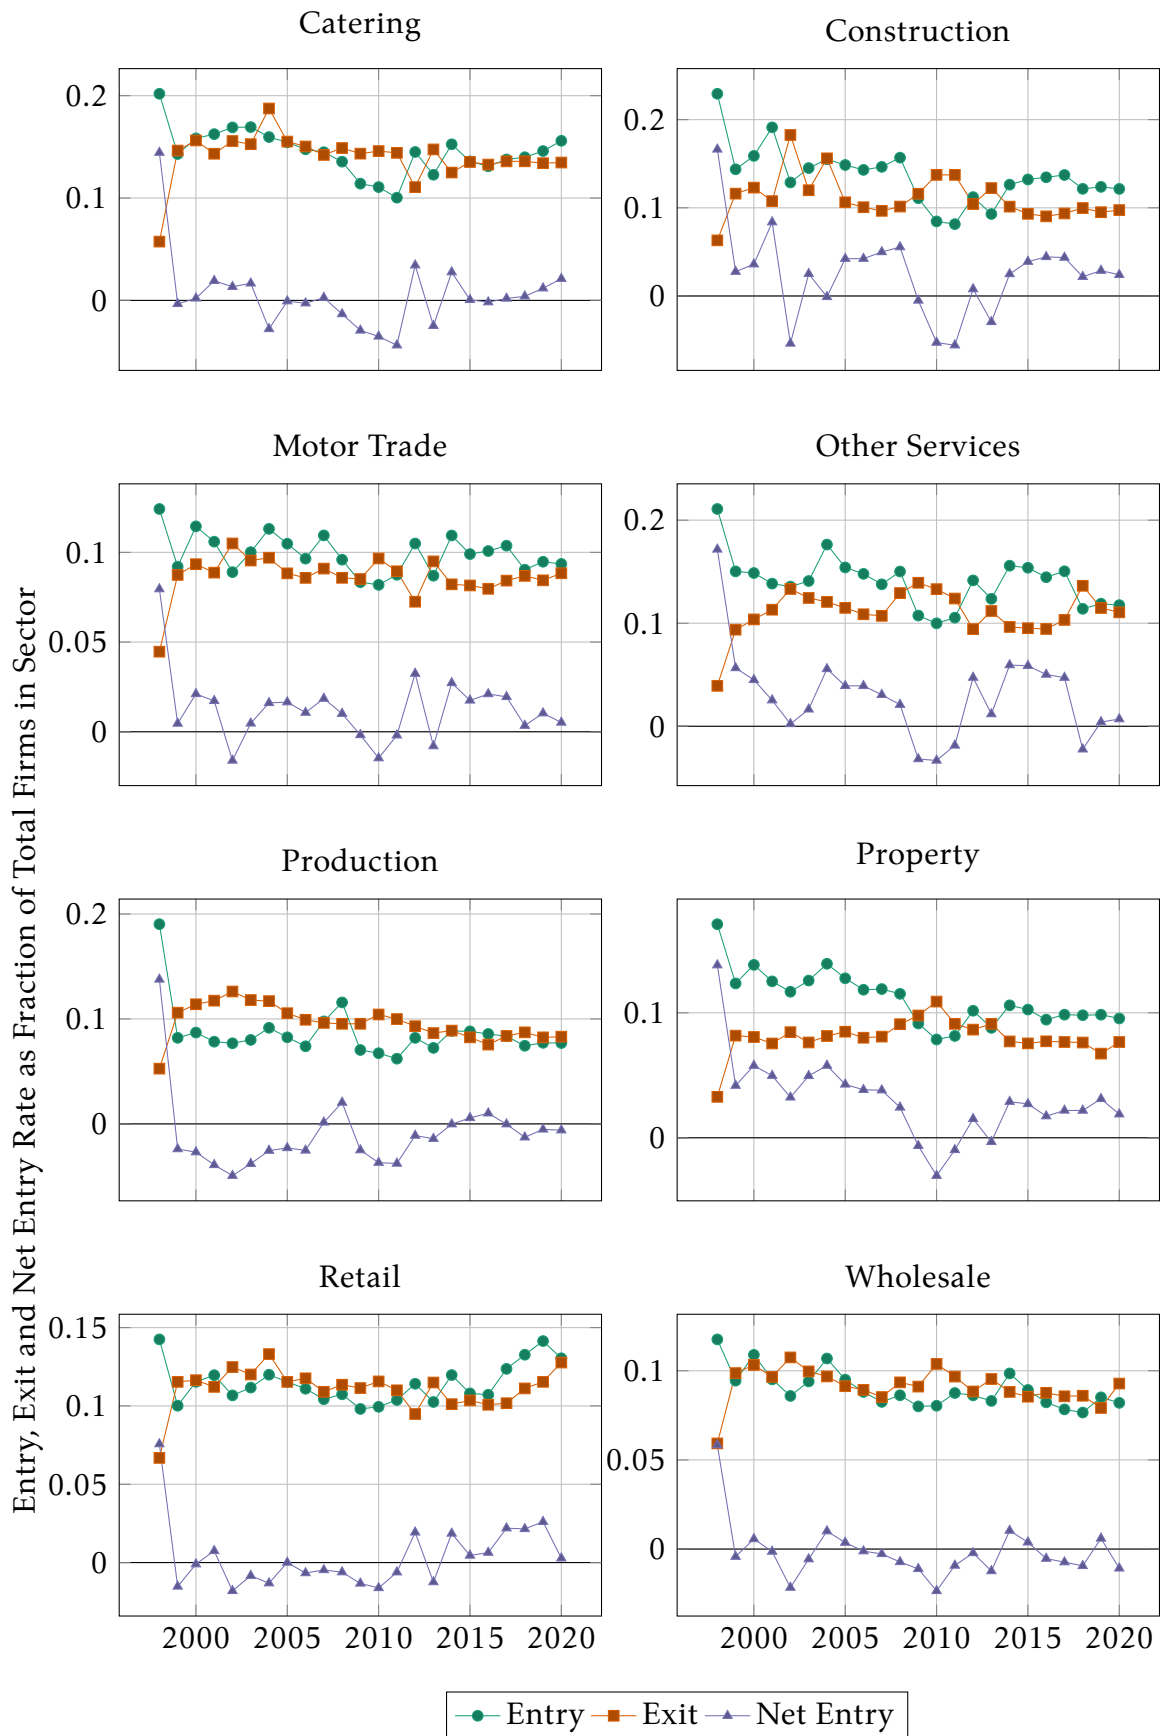 Catering
Construction
0.2
0.1
0
0.2
0.1
0
Motor Trade
Other Services
0.1
0.05
0
0.2
0.1
0
Production
Property
0.2
0.1
0
0.1
0
Retail
Wholesale
0.15
0.1
0.05
0
0.1
0.05
0
2000 2005 2010 2015 2020
2000 2005 2010 2015 2020
Entry, Exit and Net Entry Rate as Fraction of Total Firms in Sector
Entry Exit Net Entry